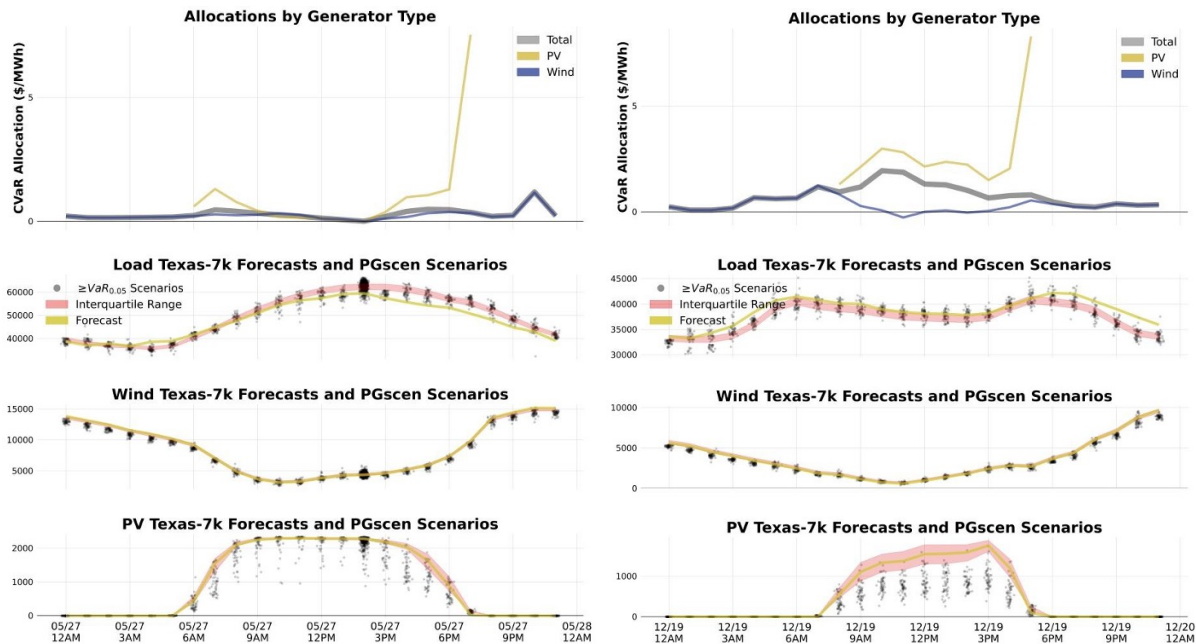 Allocations by Generator Type
CVaR Allocation ($/MWh)
5
0
Total
PV
Wind
Load Texas-7k Forecasts and PGscen Scenarios
≥VaR0.05 Scenarios
Interquartile Range
Forecast
60000
50000
40000
Wind Texas-7k Forecasts and PGscen Scenarios
15000
10000
5000
PV Texas-7k Forecasts and PGscen Scenarios
2000
0
05/27 05/27 05/27 05/27 05/27 05/27 05/27 05/27 05/28
12AM 3AM 6AM 9AM 12PM 3PM 6PM 9PM 12AM
Allocations by Generator Type
CVaR Allocation ($/MWh)
5
0
Total
PV
Wind
Load Texas-7k Forecasts and PGscen Scenarios
≥VaR0.05 Scenarios
Interquartile Range
Forecast
45000
40000
35000
30000
Wind Texas-7k Forecasts and PGscen Scenarios
10000
5000
0
PV Texas-7k Forecasts and PGscen Scenarios
1000
0
12/19 12/19 12/19 12/19 12/19 12/19 12/19 12/19 12/20
12AM 3AM 6AM 9AM 12PM 3PM 6PM 9PM 12AM